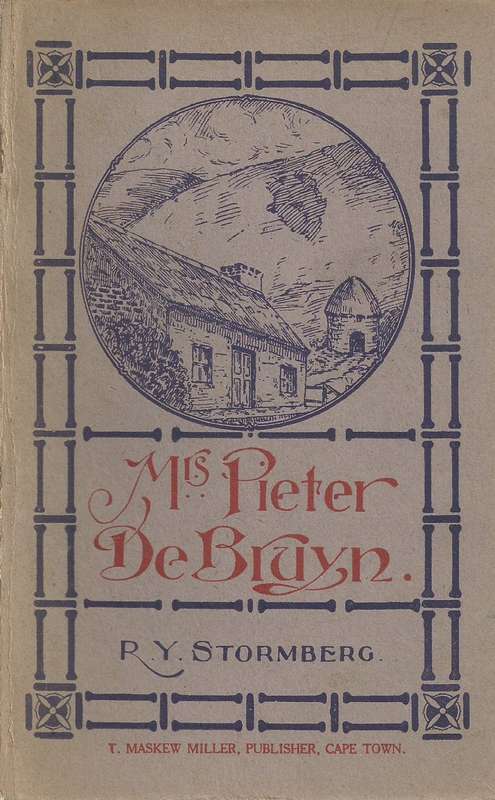 Mrs. Pieter
De Bruyn.
R. Y. STORMBERG.
T. MASKEW MILLER, PUBLISHER, CAPE TOWN.